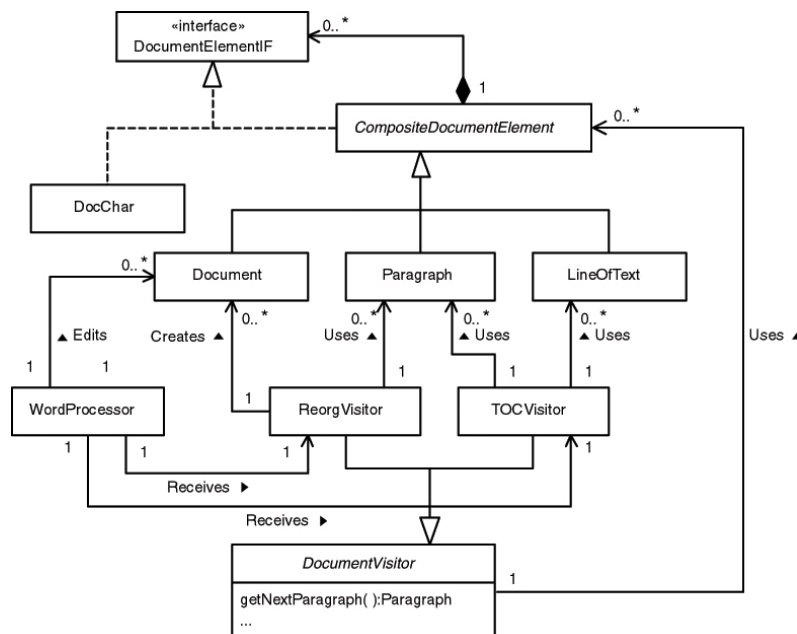 «interface»
DocumentElementIF
0.. *
1
CompositeDocumentElement
0.. *
DocChar
0.. *
Document
Paragraph
LineOfText
0.. *
0.. *
0.. *
0.. *
▲ Edits
Creates ▲
Uses ▲
▲ Uses
▲ Uses
Uses ▲
1
1
1
1
1
1
WordProcessor
ReorgVisitor
TOCVisitor
1
1
1
1
Receives ▶
Receives ▶
DocumentVisitor
1
getNextParagraph( ):Paragraph
...